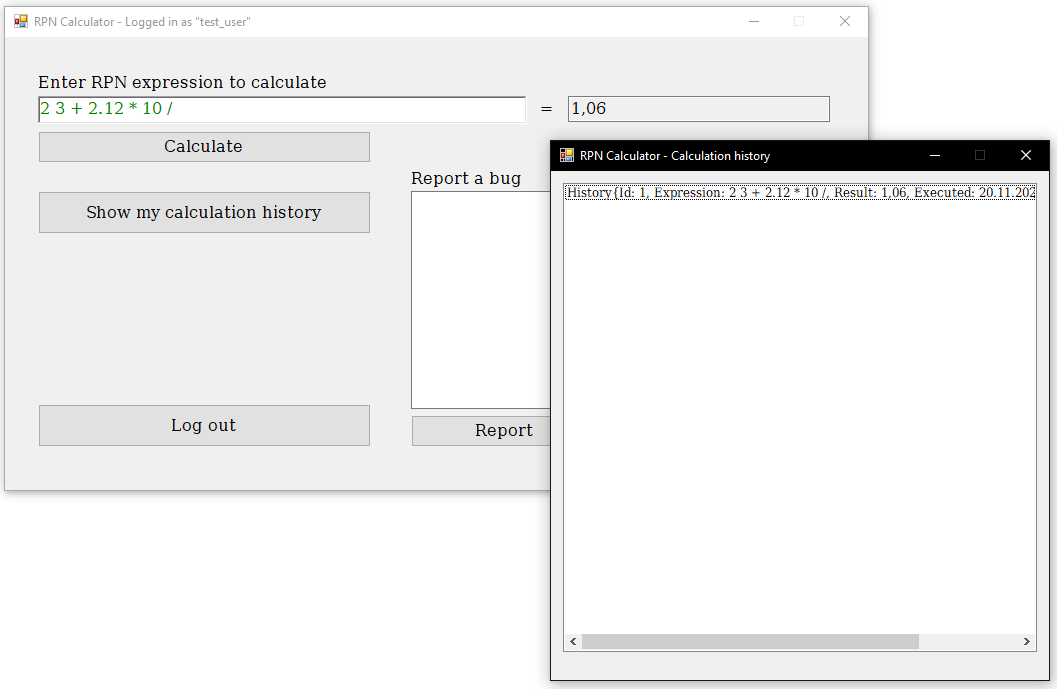 RPN Calculator - Logged in as "test_user"
Enter RPN expression to calculate
2 3 + 2.12 * 10 /
=
1,06
Calculate
Show my calculation history
Log out
Report a bug
Report
RPN Calculator - Calculation history
History{Id: 1, Expression: 2 3 + 2.12 * 10 /, Result: 1,06, Executed: 20.11.202